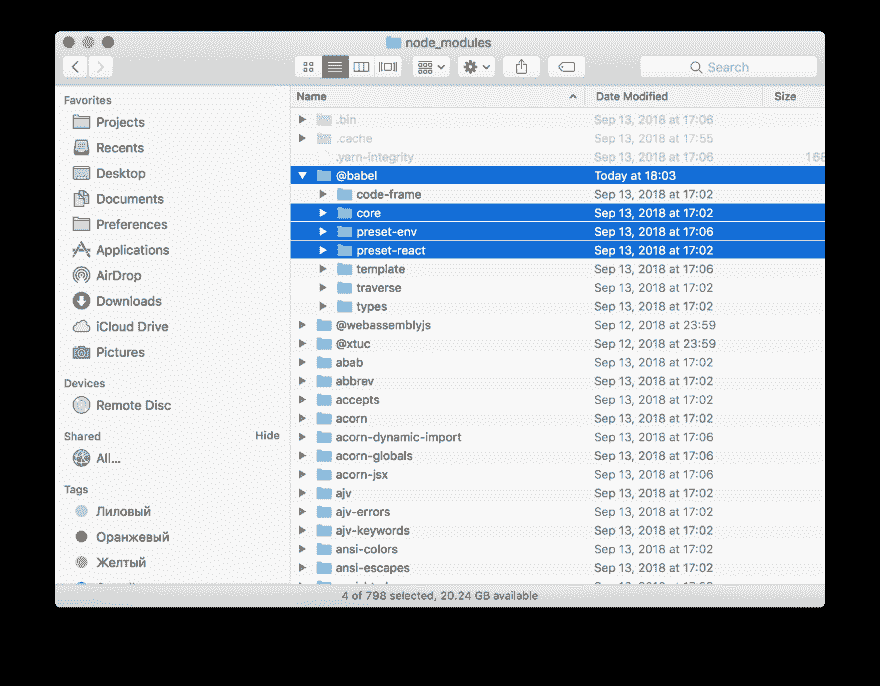 node_modules
Search
Favorites
Projects
Recents
Desktop
Documents
Preferences
Applications
AirDrop
Downloads
iCloud Drive
Pictures
Devices
Remote Disc
Shared Hide
All...
Tags
Лиловый
Оранжевый
Желтый
Name Date Modified Size
.bin Sep 13, 2018 at 17:06
.cache Sep 13, 2018 at 17:55
.yarn-integrity Sep 13, 2018 at 17:06
@babel Today at 18:03
code-frame Sep 13, 2018 at 17:02
core Sep 13, 2018 at 17:02
preset-env Sep 13, 2018 at 17:06
preset-react Sep 13, 2018 at 17:02
template Sep 13, 2018 at 17:06
traverse Sep 13, 2018 at 17:02
types Sep 13, 2018 at 17:02
@webassemblyjs Sep 12, 2018 at 23:59
@xtuc Sep 12, 2018 at 23:59
abab Sep 13, 2018 at 17:02
abbrev Sep 13, 2018 at 17:02
accepts Sep 13, 2018 at 17:02
acorn Sep 13, 2018 at 17:02
acorn-dynamic-import Sep 13, 2018 at 17:06
acorn-globals Sep 13, 2018 at 17:06
acorn-jsx Sep 13, 2018 at 17:06
ajv Sep 13, 2018 at 17:02
ajv-errors Sep 13, 2018 at 17:02
ajv-keywords Sep 13, 2018 at 17:02
ansi-colors Sep 13, 2018 at 17:02
ansi-escapes Sep 13, 2018 at 17:02
4 of 798 selected, 20.24 GB available